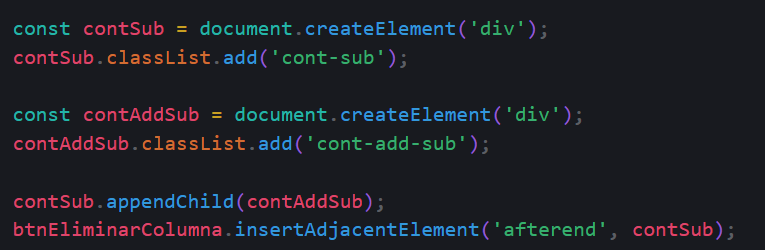 const contSub = document.createElement('div');
contSub.classList.add('cont-sub');
const contAddSub = document.createElement('div');
contAddSub.classList.add('cont-add-sub');
contSub.appendChild(contAddSub);
btnEliminarColumna.insertAdjacentElement('afterend', contSub);